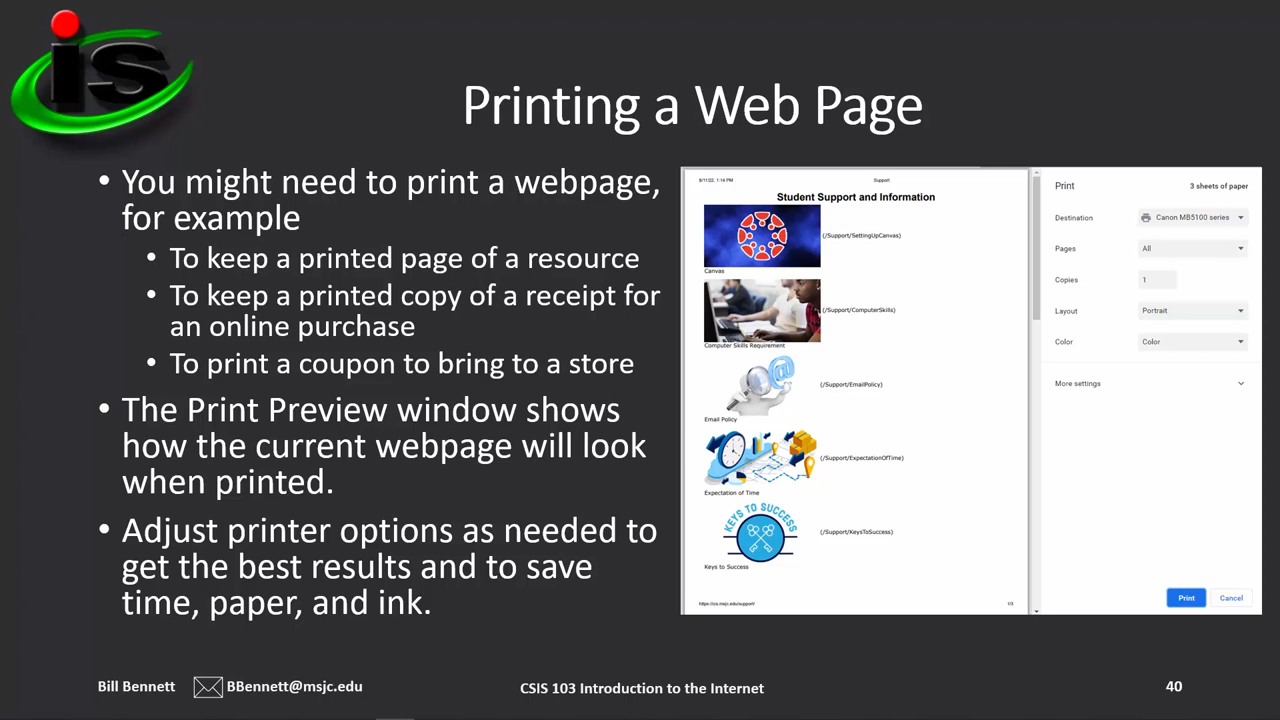 is
Printing a Web Page
• You might need to print a webpage,
for example
• To keep a printed page of a resource
• To keep a printed copy of a receipt for
an online purchase
• To print a coupon to bring to a store
• The Print Preview window shows
how the current webpage will look
when printed.
• Adjust printer options as needed to
get the best results and to save
time, paper, and ink.
8/11/22, 1:14 PM Support
Student Support and Information
(/Support/SettingUpCanvas)
Canvas
(/Support/ComputerSkills)
Computer Skills Requirement
@
(/Support/EmailPolicy)
Email Policy
(/Support/ExpectationOfTime)
Expectation of Time
KEYS TO SUCCESS
(/Support/KeysToSuccess)
Keys to Success
https://cis.msjc.edu/support/ 1/3
Print 3 sheets of paper
Destination Canon MB5100 series
Pages All
Copies 1
Layout Portrait
Color Color
More settings
Print Cancel
Bill Bennett BBennett@msjc.edu CSIS 103 Introduction to the Internet 40